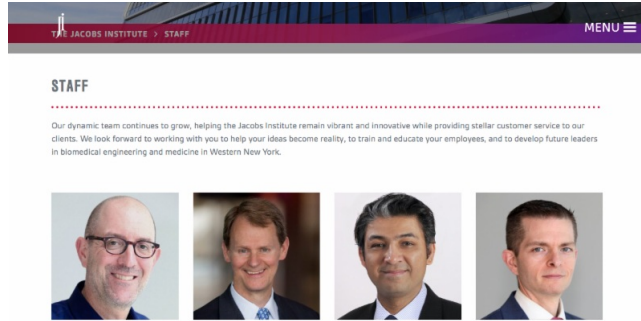 ji
MENU
THE JACOBS INSTITUTE > STAFF
STAFF
Our dynamic team continues to grow, helping the Jacobs Institute remain vibrant and innovative while providing stellar customer service to our
clients. We look forward to working with you to help your ideas become reality, to train and educate your employees, and to develop future leaders
in biomedical engineering and medicine in Western New York.